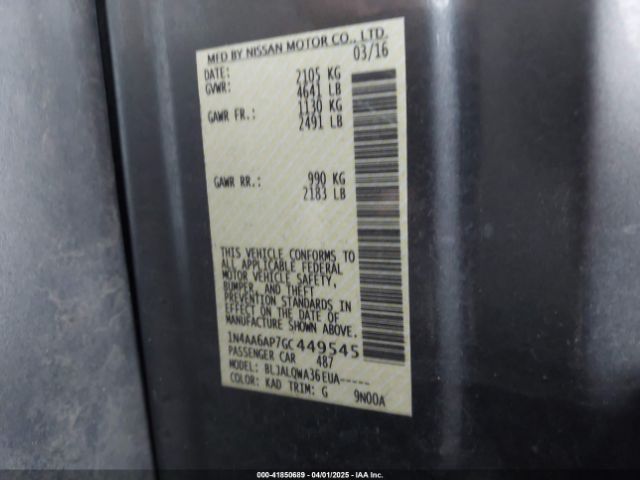 MFD BY NISSAN MOTOR CO., LTD.
DATE: 03/16
GVWR: 2105 KG
4641 LB
GAWR FR.: 1130 KG
2491 LB
GAWR RR.: 990 KG
2183 LB
THIS VEHICLE CONFORMS TO
ALL APPLICABLE FEDERAL
MOTOR VEHICLE SAFETY,
BUMPER, AND THEFT
PREVENTION STANDARDS IN
EFFECT ON THE DATE OF
MANUFACTURE SHOWN ABOVE.
1N4AA6AP7GC449545
PASSENGER CAR 487
MODEL: BLJALQWA36EUA-----
COLOR: KAD TRIM: G 9N00A
000-41850689 - 04/01/2025 - IAA Inc.